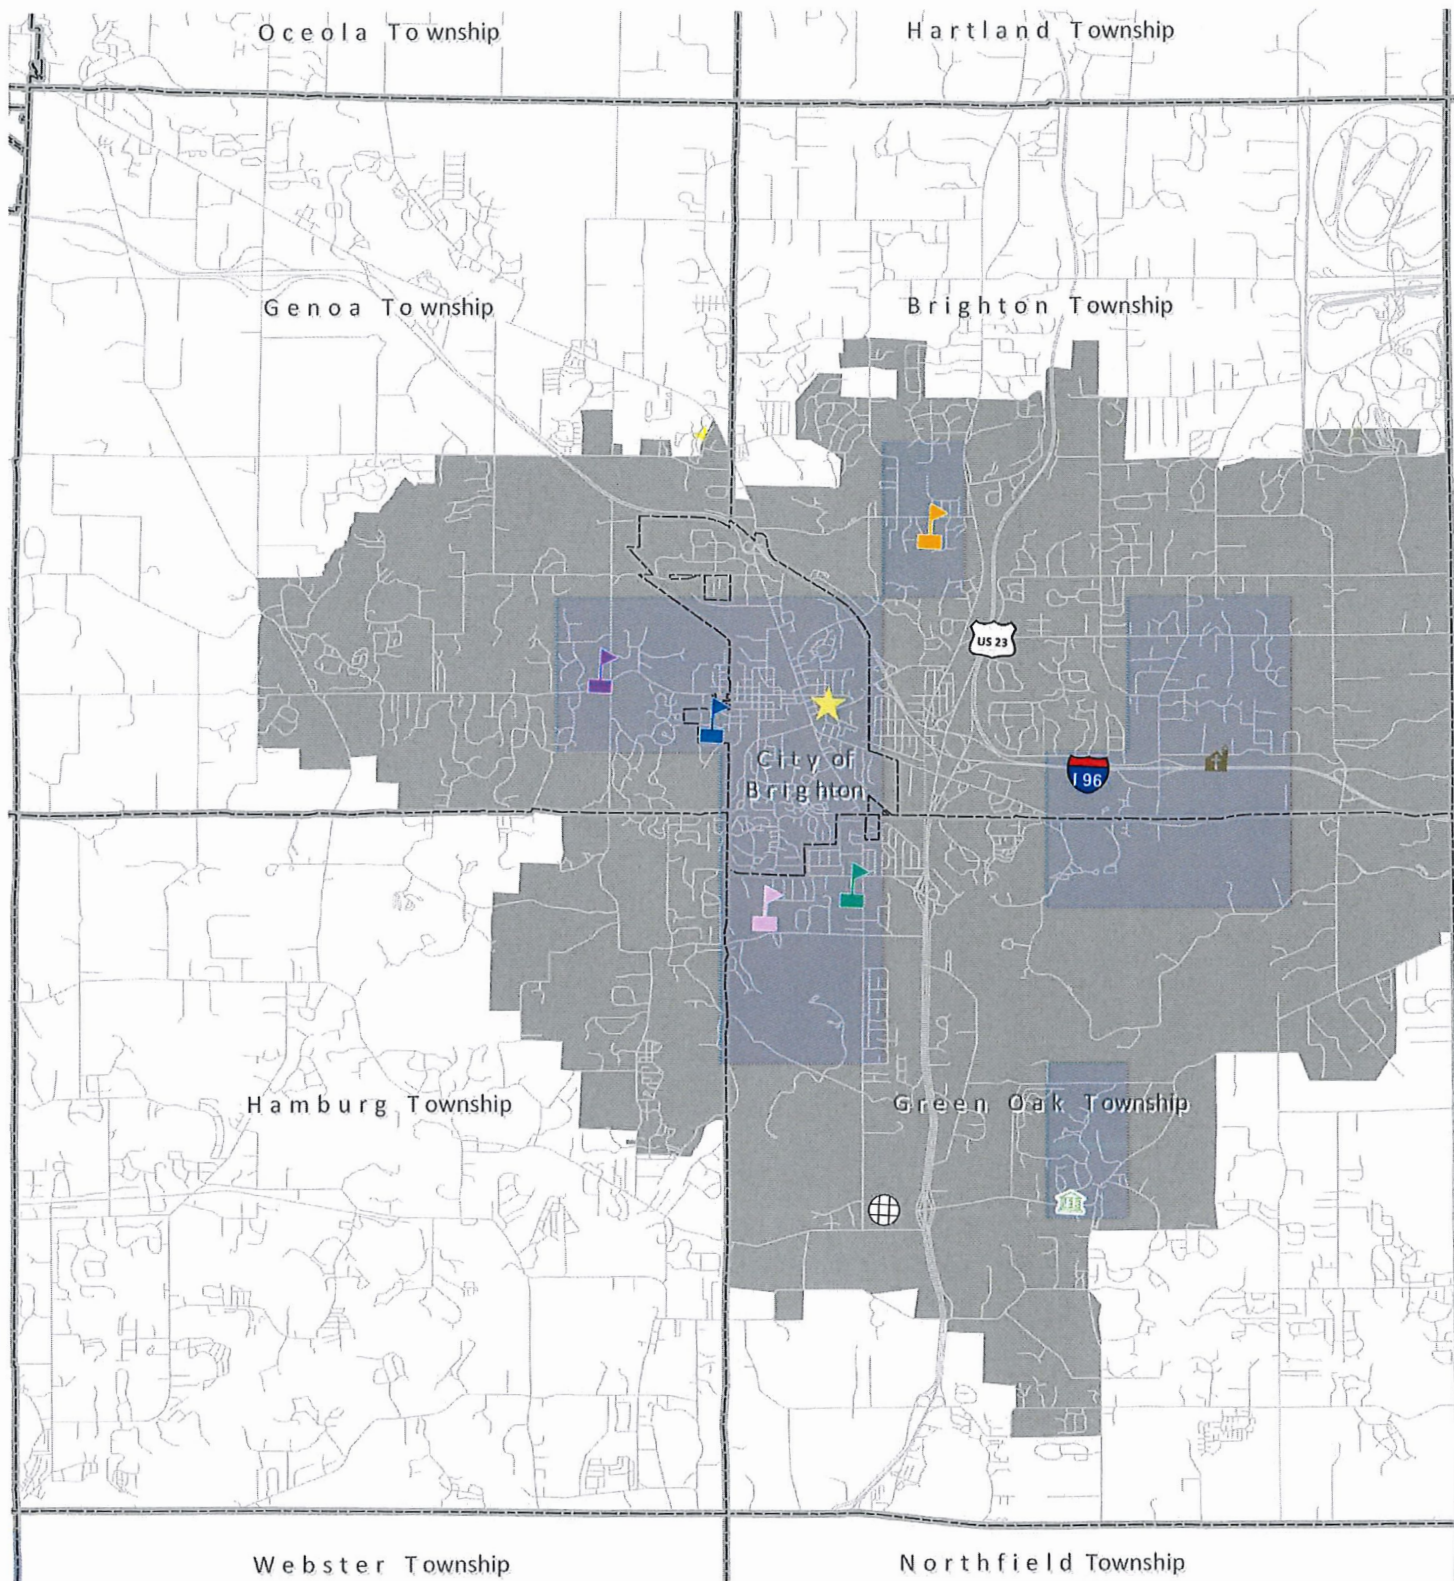 Oceola Township
Hartland Township
Genoa Township
Brighton Township
US 23
City of
Brighton
I 96
Hamburg Township
Green Oak Township
Webster Township
Northfield Township